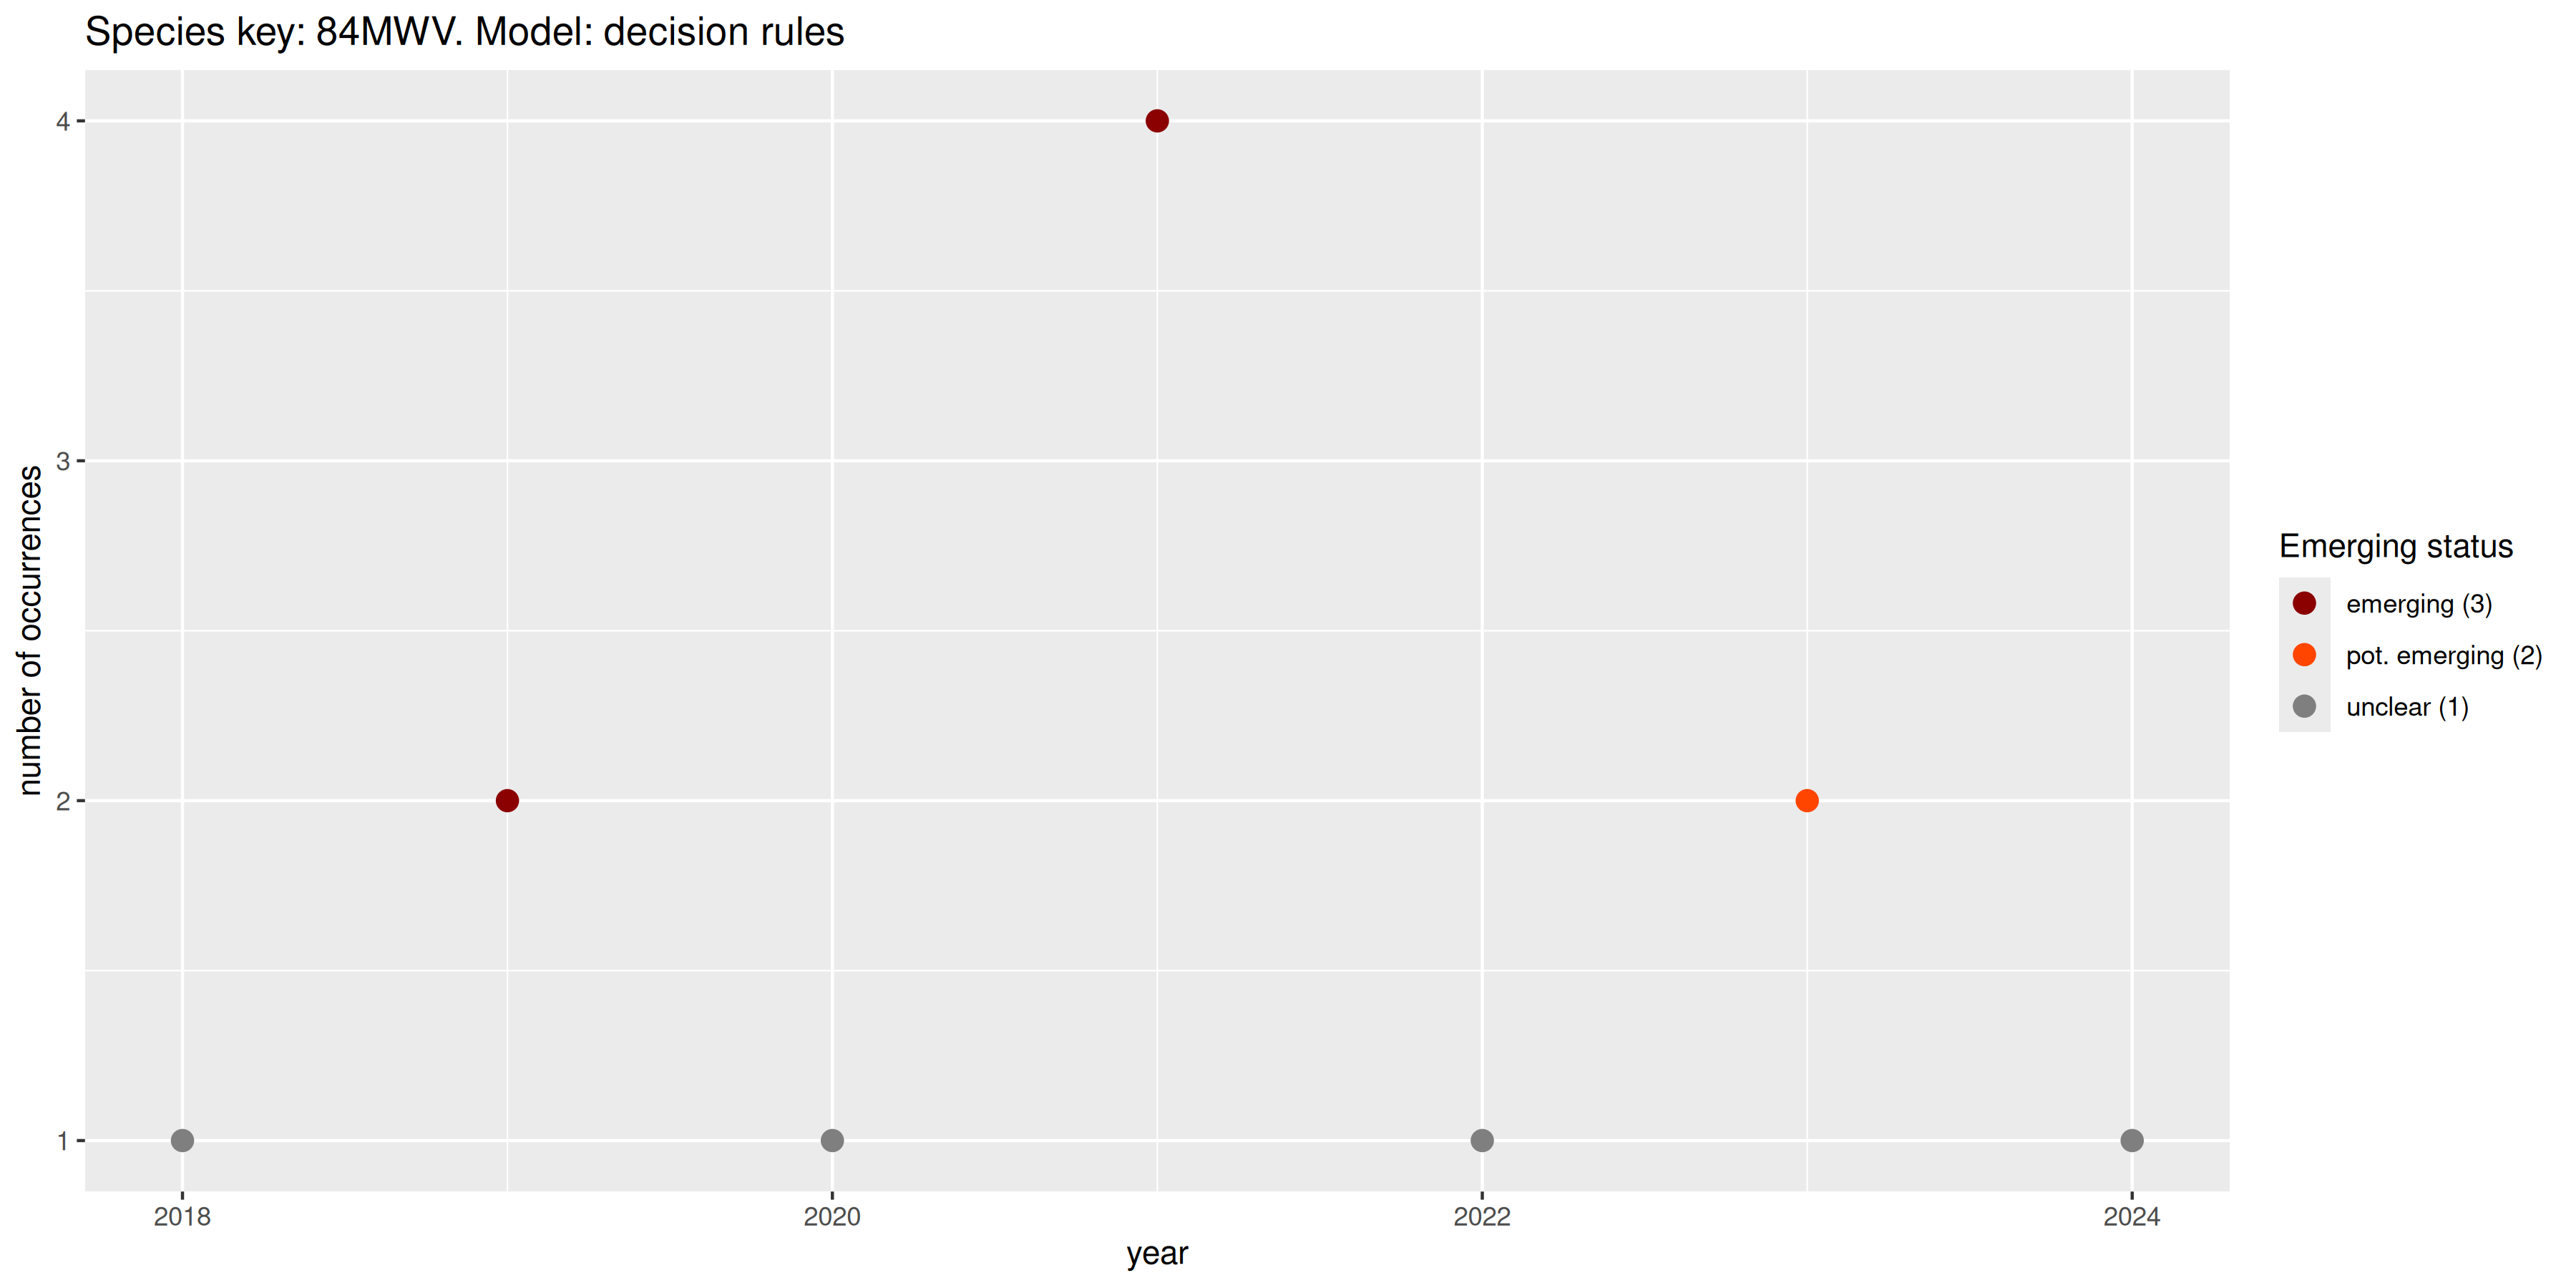 Species key: 84MWV. Model: decision rules
number of occurrences
4
3
2
1
2018
2020
2022
2024
year
Emerging status
emerging (3)
pot. emerging (2)
unclear (1)